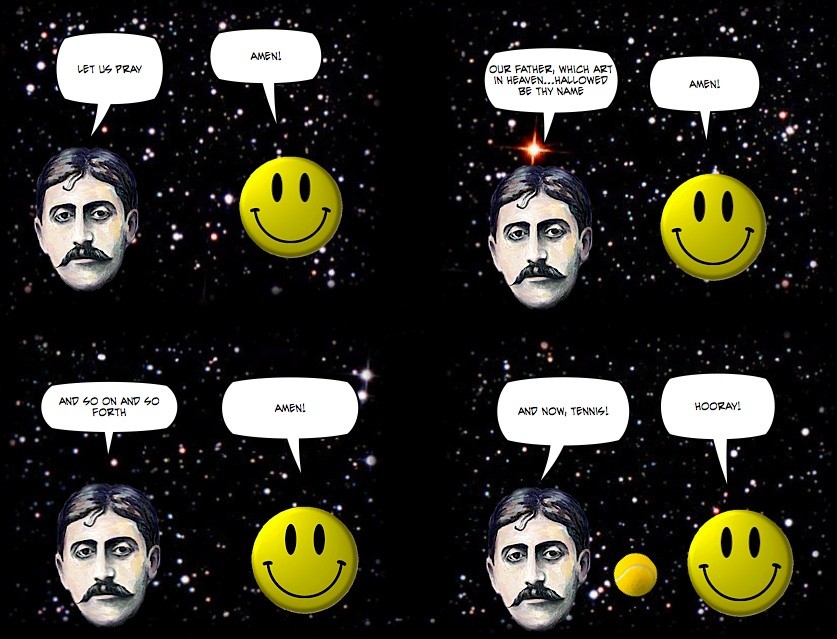 LET US PRAY
AMEN!
OUR FATHER, WHICH ART
IN HEAVEN...HALLOWED
BE THY NAME
AMEN!
AND SO ON AND SO
FORTH
AMEN!
AND NOW, TENNIS!
HOORAY!